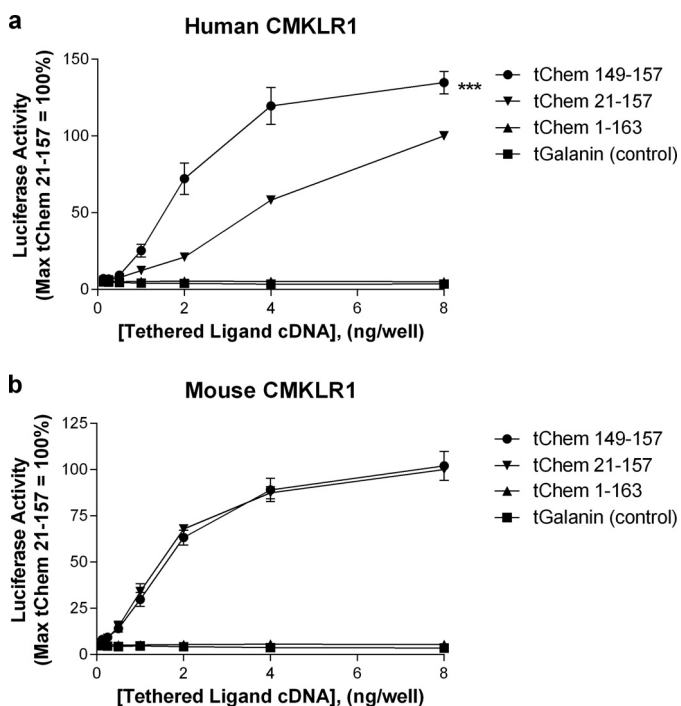 a
Human CMKLR1
Luciferase Activity
(Max tChem 21-157 = 100%)
150
100
50
0
0
2
4
6
8
[Tethered Ligand cDNA], (ng/well)
***
tChem 149-157
tChem 21-157
tChem 1-163
tGalanin (control)
b
Mouse CMKLR1
Luciferase Activity
(Max tChem 21-157 = 100%)
125
100
75
50
25
0
0
2
4
6
8
[Tethered Ligand cDNA], (ng/well)
tChem 149-157
tChem 21-157
tChem 1-163
tGalanin (control)